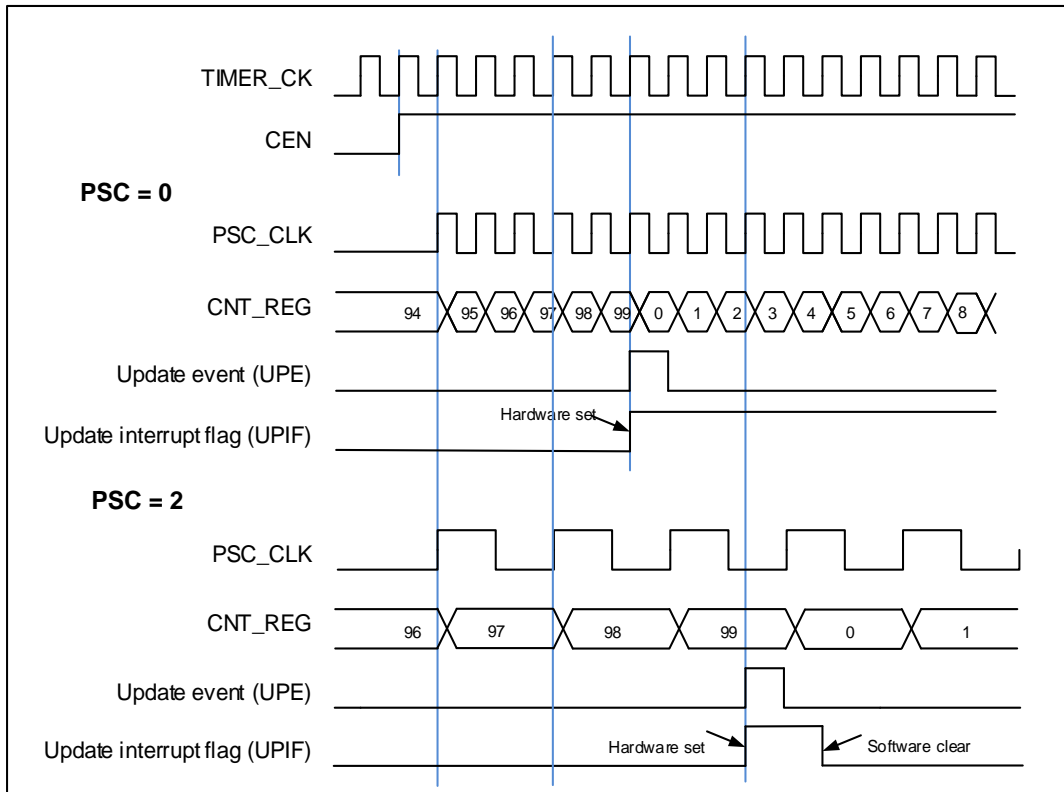 TIMER_CK
CEN
PSC = 0
PSC_CLK
CNT_REG 94 95 96 97 98 99 0 1 2 3 4 5 6 7 8
Update event (UPE)
Hardware set
Update interrupt flag (UPIF)
PSC = 2
PSC_CLK
CNT_REG 96 97 98 99 0 1
Update event (UPE)
Update interrupt flag (UPIF) Hardware set Software clear